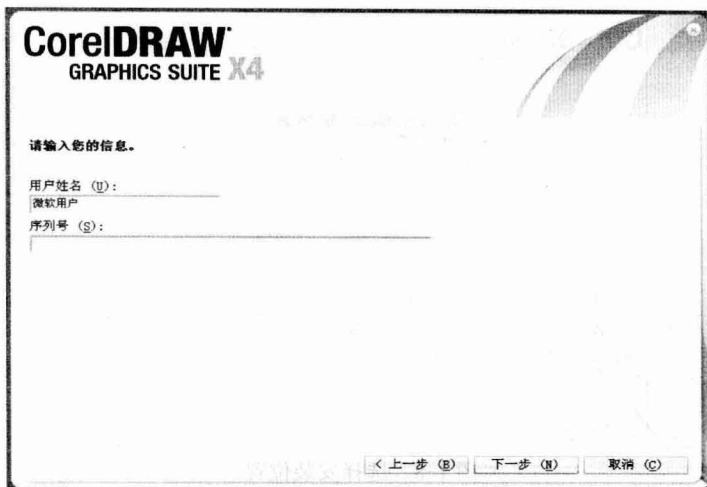 CorelDRAW
GRAPHICS SUITE X4
请输入您的信息。
用户姓名 (U):
微软用户
序列号 (S):
< 上一步 (B) 下一步 (N) 取消 (C)